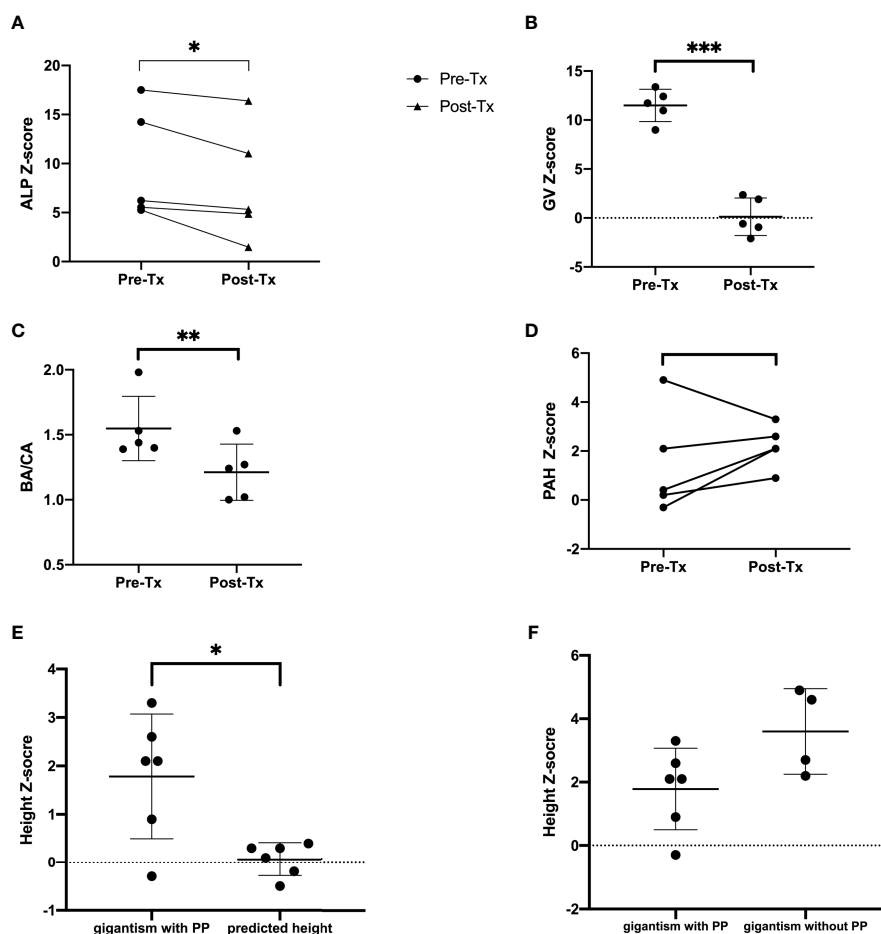 A
*
20
15
10
5
0
ALP Z-score
Pre-Tx
Post-Tx
Pre-Tx
Post-Tx
B
***
15
10
5
0
-5
GV Z-score
Pre-Tx
Post-Tx
C
**
2.0
1.5
1.0
0.5
BA/CA
Pre-Tx
Post-Tx
D
6
4
2
0
-2
PAH Z-score
Pre-Tx
Post-Tx
E
*
4
3
2
1
0
-1
Height Z-socre
gigantism with PP
predicted height
F
6
4
2
0
-2
Height Z-socre
gigantism with PP
gigantism without PP